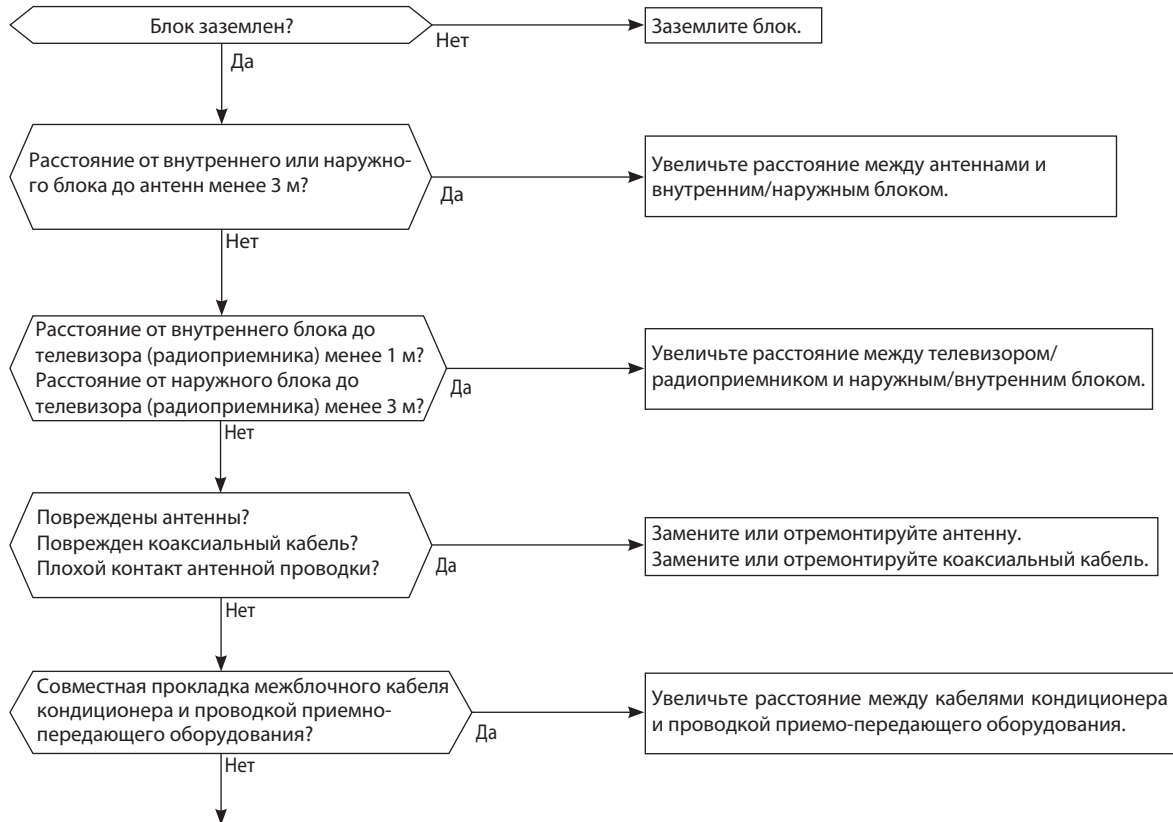 Блок заземлен?
Нет
Заземлите блок.
Да
Расстояние от внутреннего или наружно-
го блока до антенн менее 3 м?
Да
Увеличьте расстояние между антеннами и
внутренним/наружным блоком.
Нет
Расстояние от внутреннего блока до
телевизора (радиоприемника) менее 1 м?
Расстояние от наружного блока до
телевизора (радиоприемника) менее 3 м?
Да
Увеличьте расстояние между телевизором/
радиоприемником и наружным/внутренним блоком.
Нет
Повреждены антенны?
Поврежден коаксиальный кабель?
Плохой контакт антенной проводки?
Да
Замените или отремонтируйте антенну.
Замените или отремонтируйте коаксиальный кабель.
Нет
Совместная прокладка межблочного кабеля
кондиционера и проводкой приемно-
передающего оборудования?
Да
Увеличьте расстояние между кабелями кондиционера
и проводкой приемо-передающего оборудования.
Нет